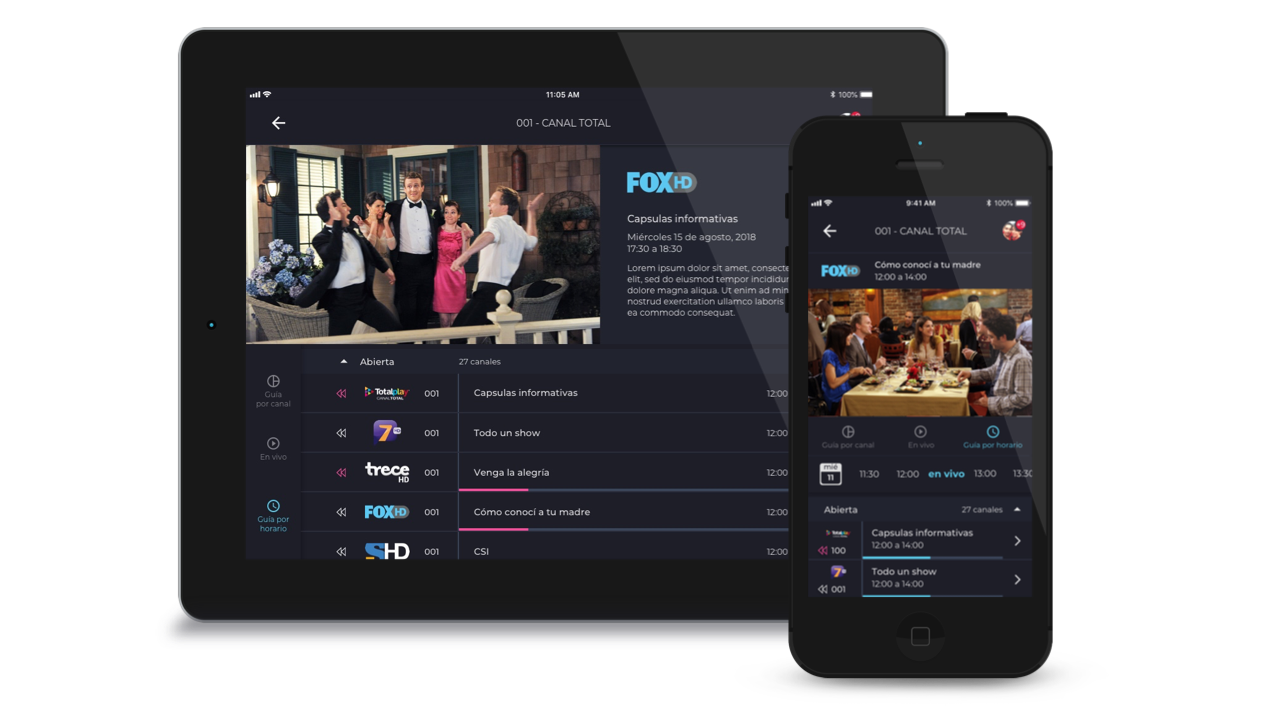 11:05 AM
100%
001 - CANAL TOTAL
FOX HD
Capsulas informativas
Miércoles 15 de agosto, 2018
17:30 a 18:30
Lorem ipsum dolor sit amet, consecte
elit, sed do eiusmod tempor incididun
dolore magna aliqua. Ut enim ad min
nostrud exercitation ullamco laboris
ea commodo consequat.
Guía
por canal
En vivo
Guía por
horario
Abierta
27 canales
Totalplay
CANAL TOTAL
001
Capsulas informativas
12:00
7 HD
001
Todo un show
12:00
trece
HD
001
Venga la alegría
12:00
FOX HD
001
Cómo conocí a tu madre
12:00
SHD
001
CSI
12:00
9:41 AM
100%
001 - CANAL TOTAL
FOX HD
Cómo conocí a tu madre
12:00 a 14:00
Guía por canal
En vivo
Guía por horario
mié
11
11:30
12:00
en vivo
13:00
13:30
Abierta
27 canales
Totalplay
100
Capsulas informativas
12:00 a 14:00
7
001
Todo un show
12:00 a 14:00